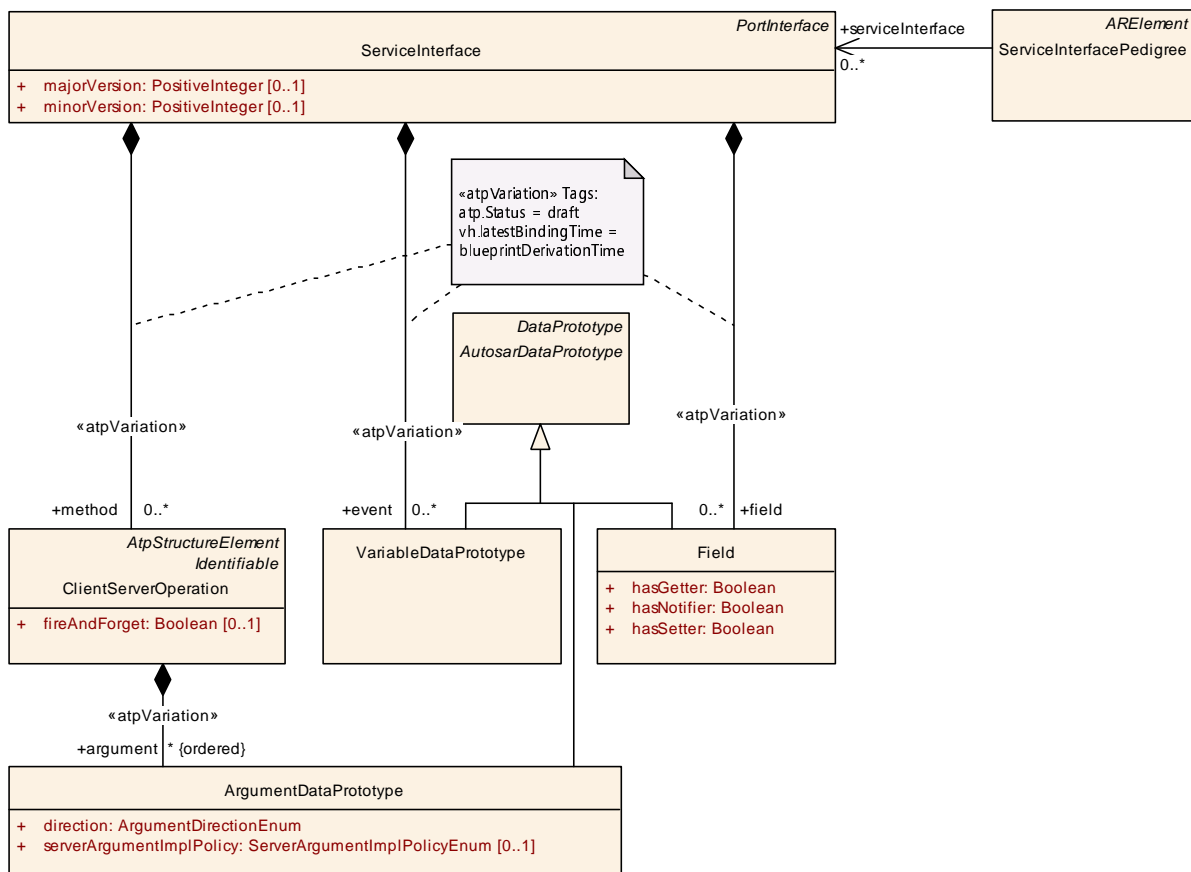 PortInterface
ServiceInterface
+ majorVersion: PositiveInteger [0..1]
+ minorVersion: PositiveInteger [0..1]
+serviceInterface
0..*
ARElement
ServiceInterfacePedigree
«atpVariation» Tags:
atp.Status = draft
vh.latestBindingTime =
blueprintDerivationTime
DataPrototype
AutosarDataPrototype
«atpVariation»
«atpVariation»
«atpVariation»
+method 0..*
+event 0..*
0..* +field
AtpStructureElement
Identifiable
ClientServerOperation
+ fireAndForget: Boolean [0..1]
VariableDataPrototype
Field
+ hasGetter: Boolean
+ hasNotifier: Boolean
+ hasSetter: Boolean
«atpVariation»
+argument * {ordered}
ArgumentDataPrototype
+ direction: ArgumentDirectionEnum
+ serverArgumentImplPolicy: ServerArgumentImplPolicyEnum [0..1]